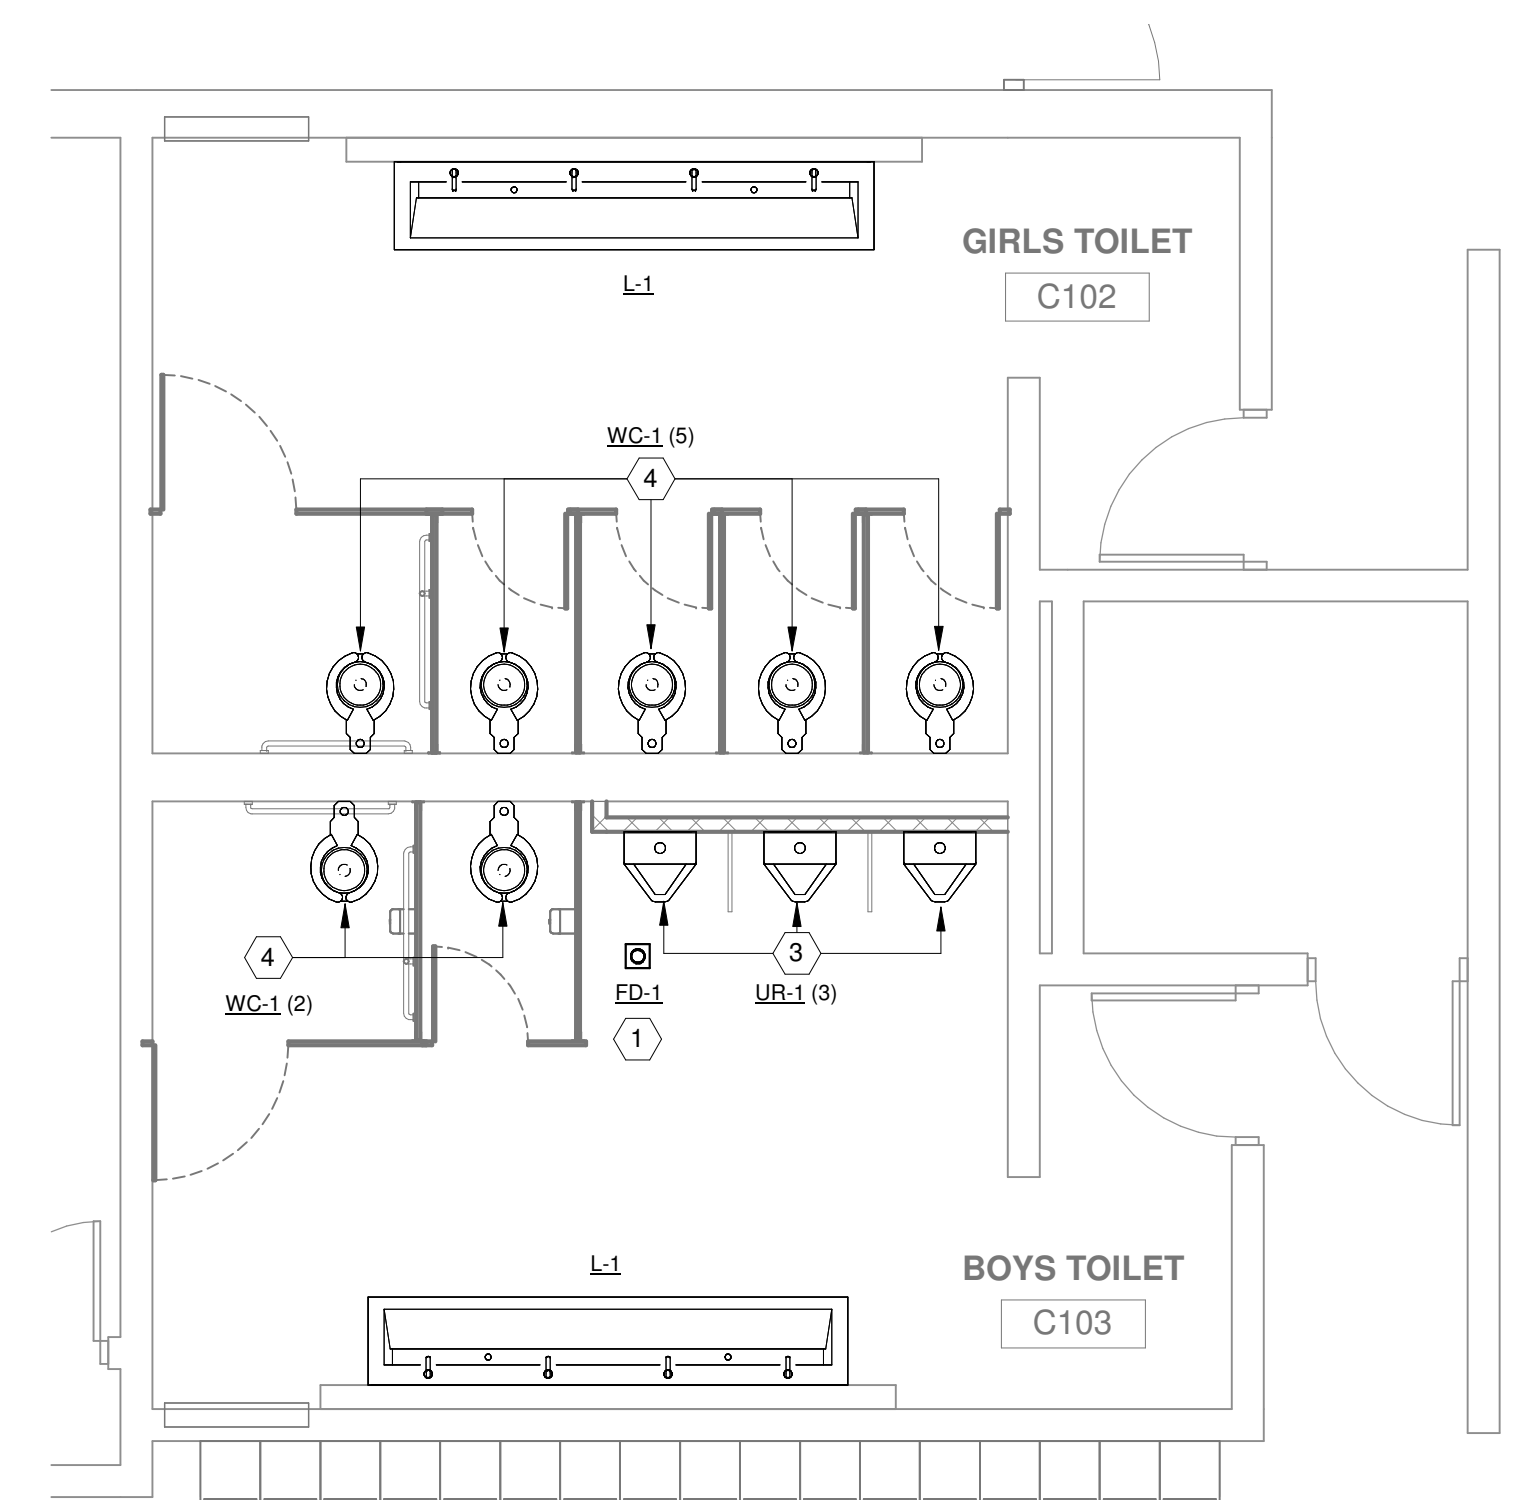 GIRLS TOILET
C102
L-1
WC-1 (5)
4
4
WC-1 (2)
3
FD-1
UR-1 (3)
1
L-1
BOYS TOILET
C103